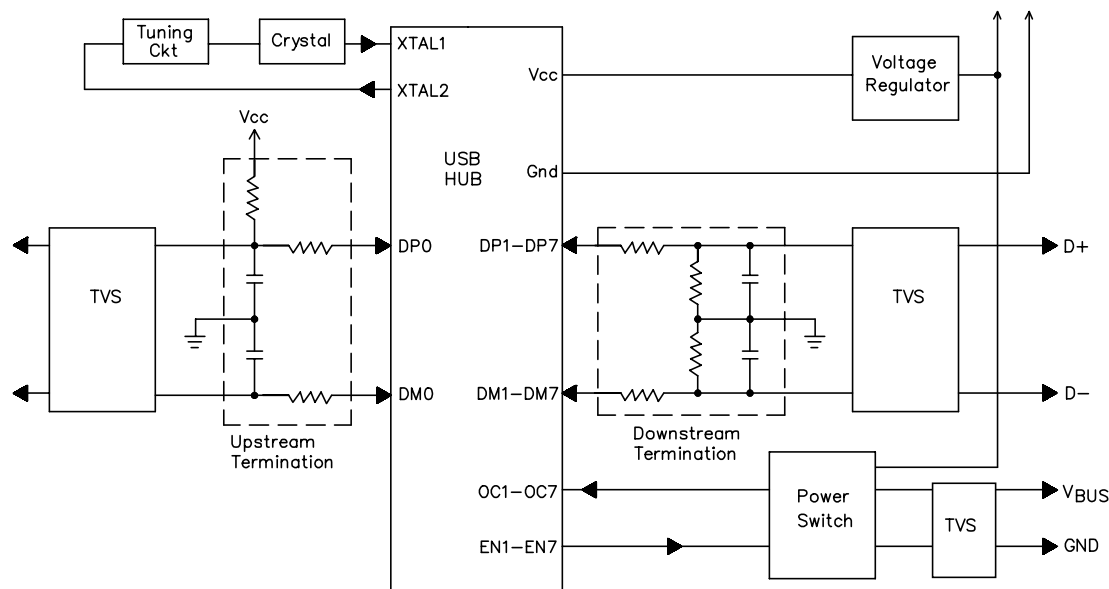 Tuning
Ckt
Crystal
XTAL1
XTAL2
Vcc
Voltage
Regulator
Vcc
USB
HUB
Gnd
TVS
DP0
DP1-DP7
TVS
D+
DM0
DM1-DM7
D-
Upstream
Termination
Downstream
Termination
OC1-OC7
Power
Switch
VBUS
TVS
EN1-EN7
GND